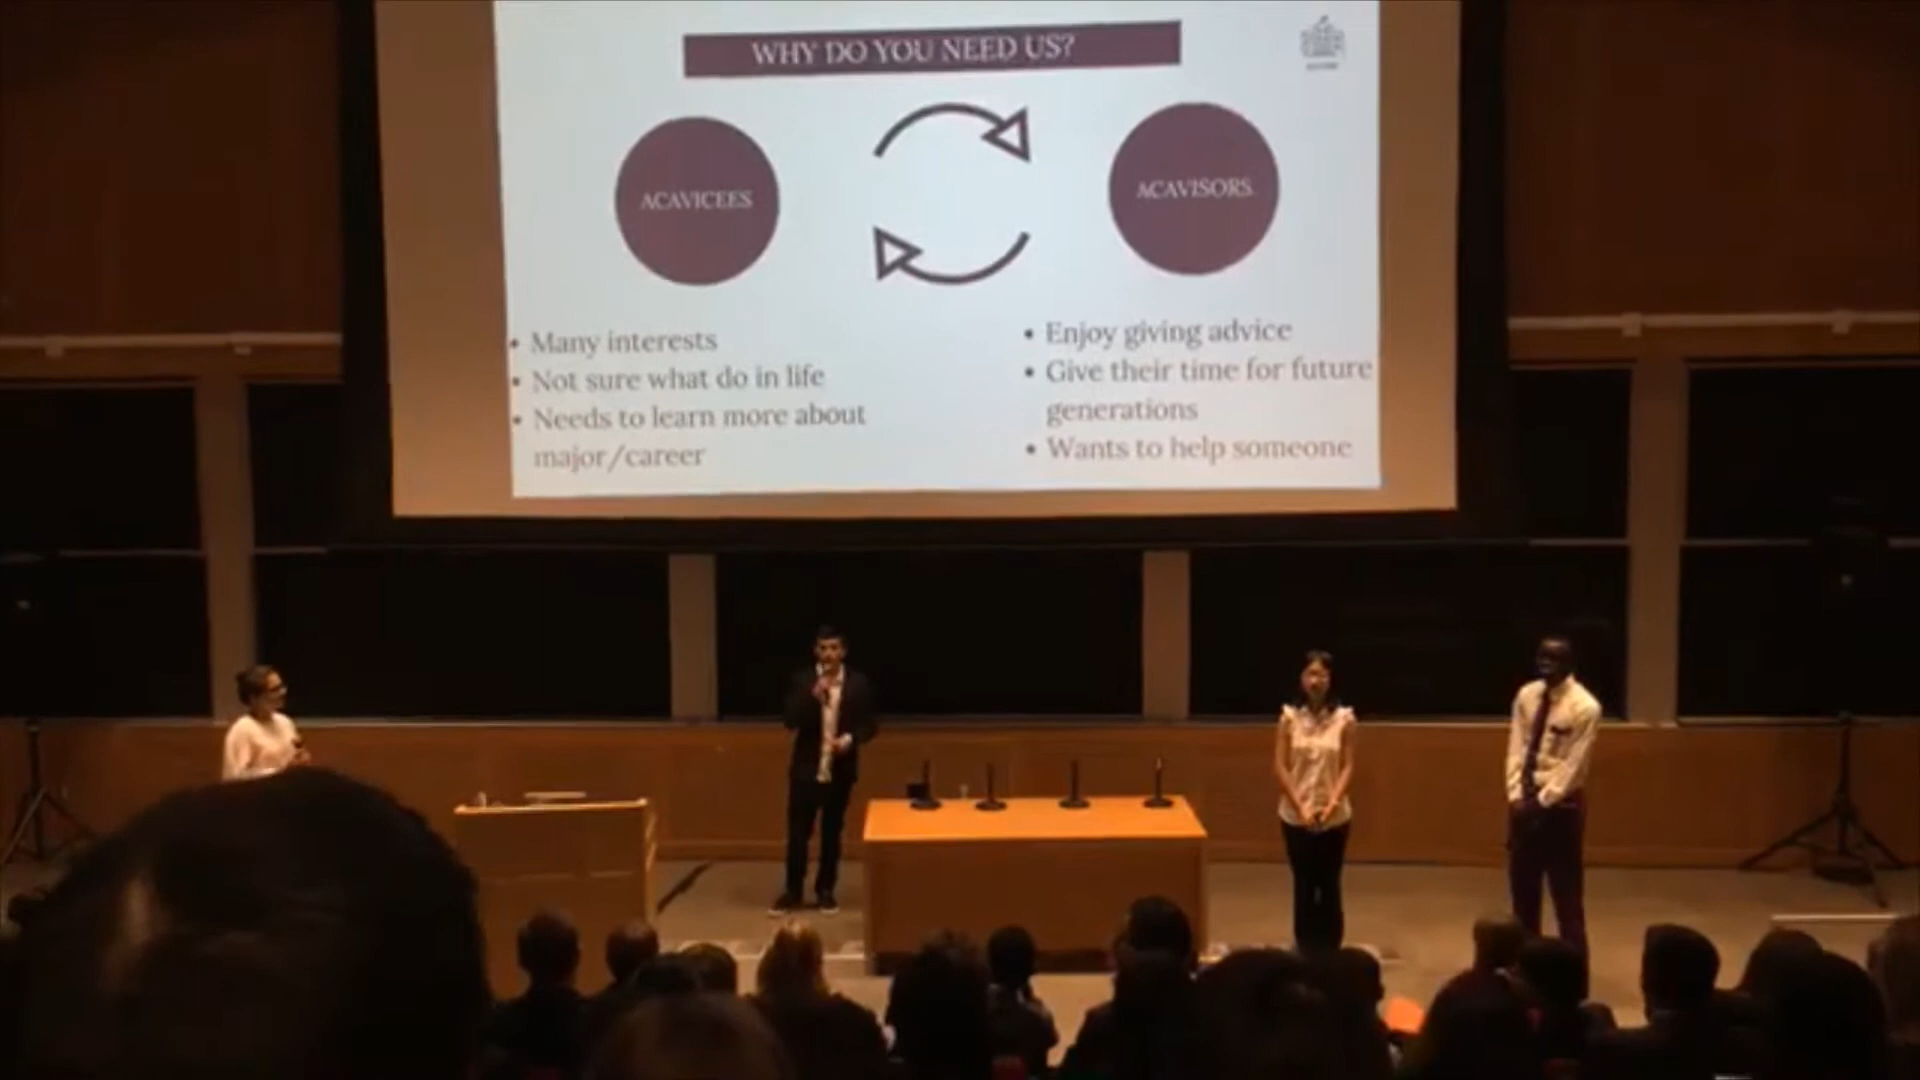 WHY DO YOU NEED US?
ACAVICEES
ACAVISORS
• Many interests
• Not sure what do in life
• Needs to learn more about
major/career
• Enjoy giving advice
• Give their time for future
generations
• Wants to help someone